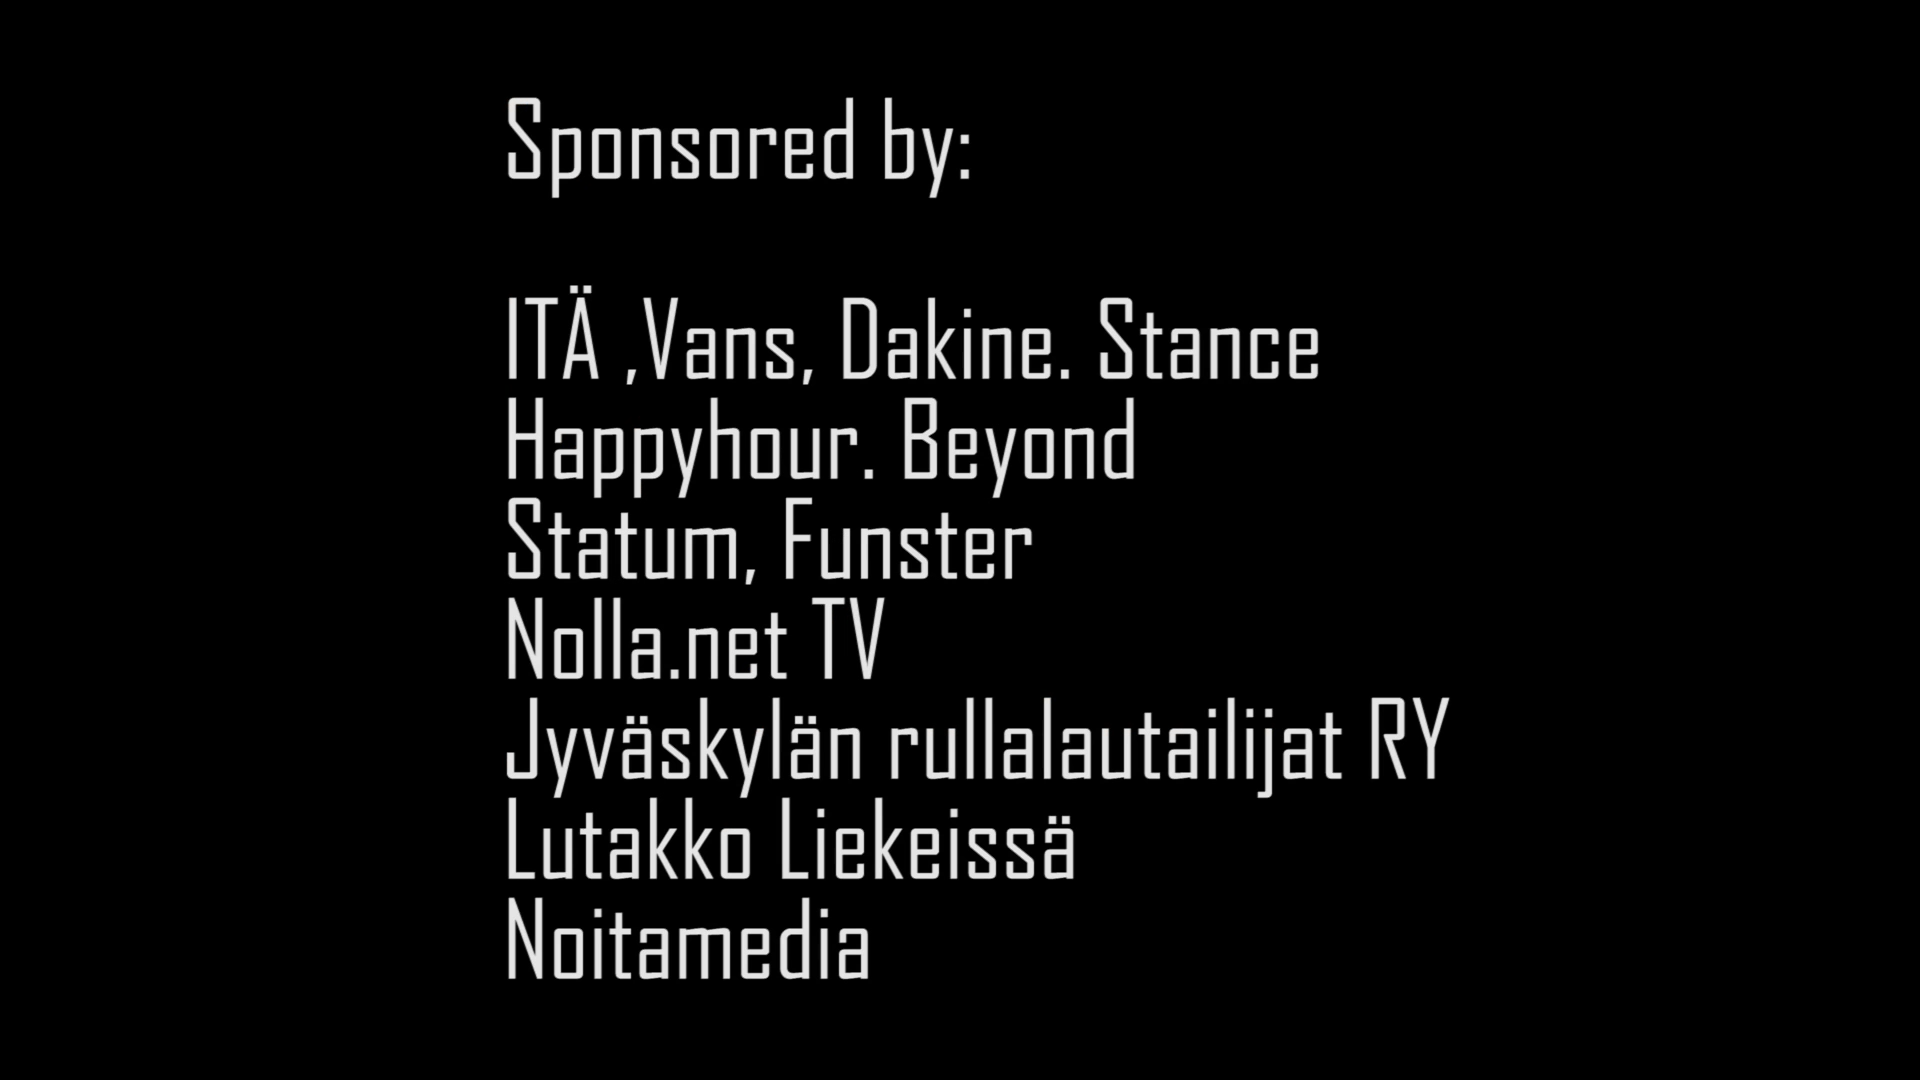 Sponsored by:
ITÄ ,Vans, Dakine. Stance
Happyhour. Beyond
Statum, Funster
Nolla.net TV
Jyväskylän rullalautailijat RY
Lutakko Liekeissä
Noitamedia